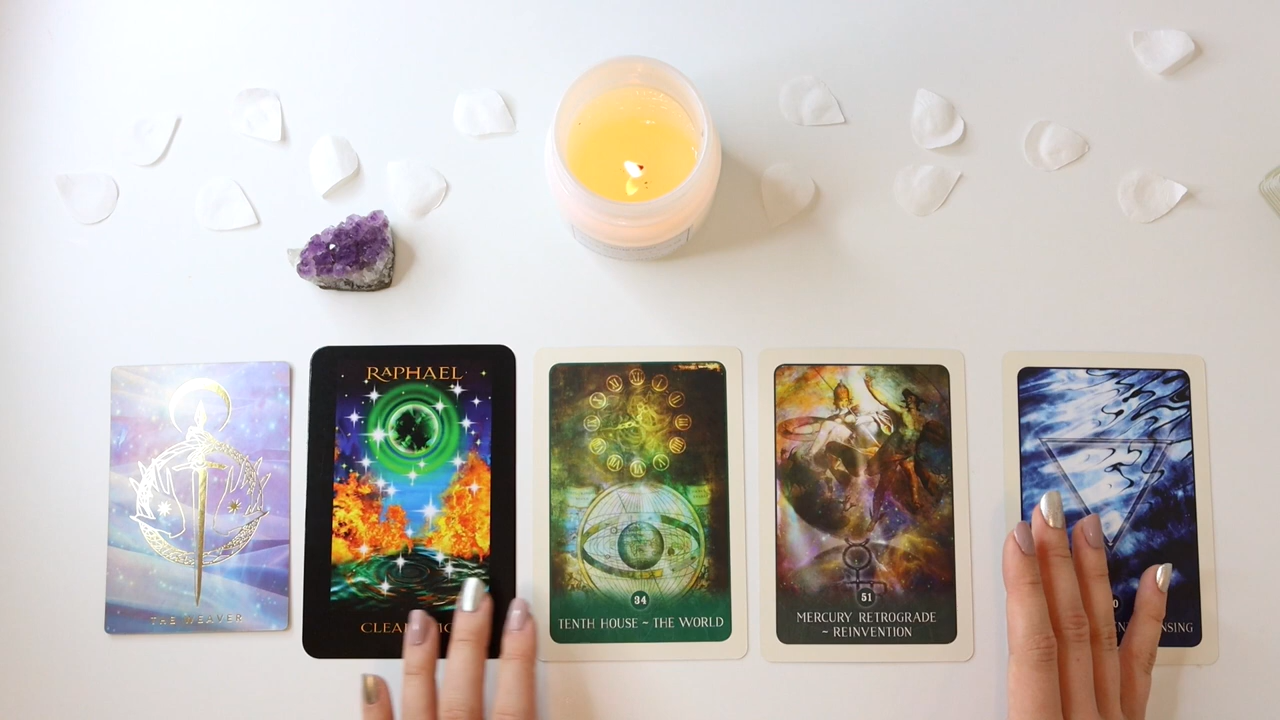 THE WEAVER
RAPHAEL
34
TENTH HOUSE ~ THE WORLD
51
MERCURY RETROGRADE
~ REINVENTION